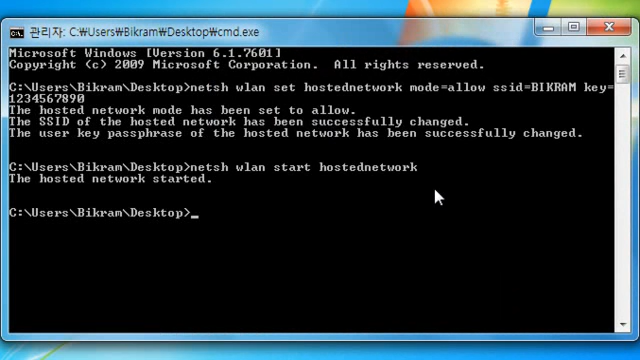 관리자: C:₩Users₩Bikram₩Desktop₩cmd.exe
Microsoft Windows [Version 6.1.7601]
Copyright (c) 2009 Microsoft Corporation.  All rights reserved.
C:\Users\Bikram\Desktop>netsh wlan set hostednetwork mode=allow ssid=BIKRAM key=
1234567890
The hosted network mode has been set to allow.
The SSID of the hosted network has been successfully changed.
The user key passphrase of the hosted network has been successfully changed.
C:\Users\Bikram\Desktop>netsh wlan start hostednetwork
The hosted network started.
C:\Users\Bikram\Desktop>_